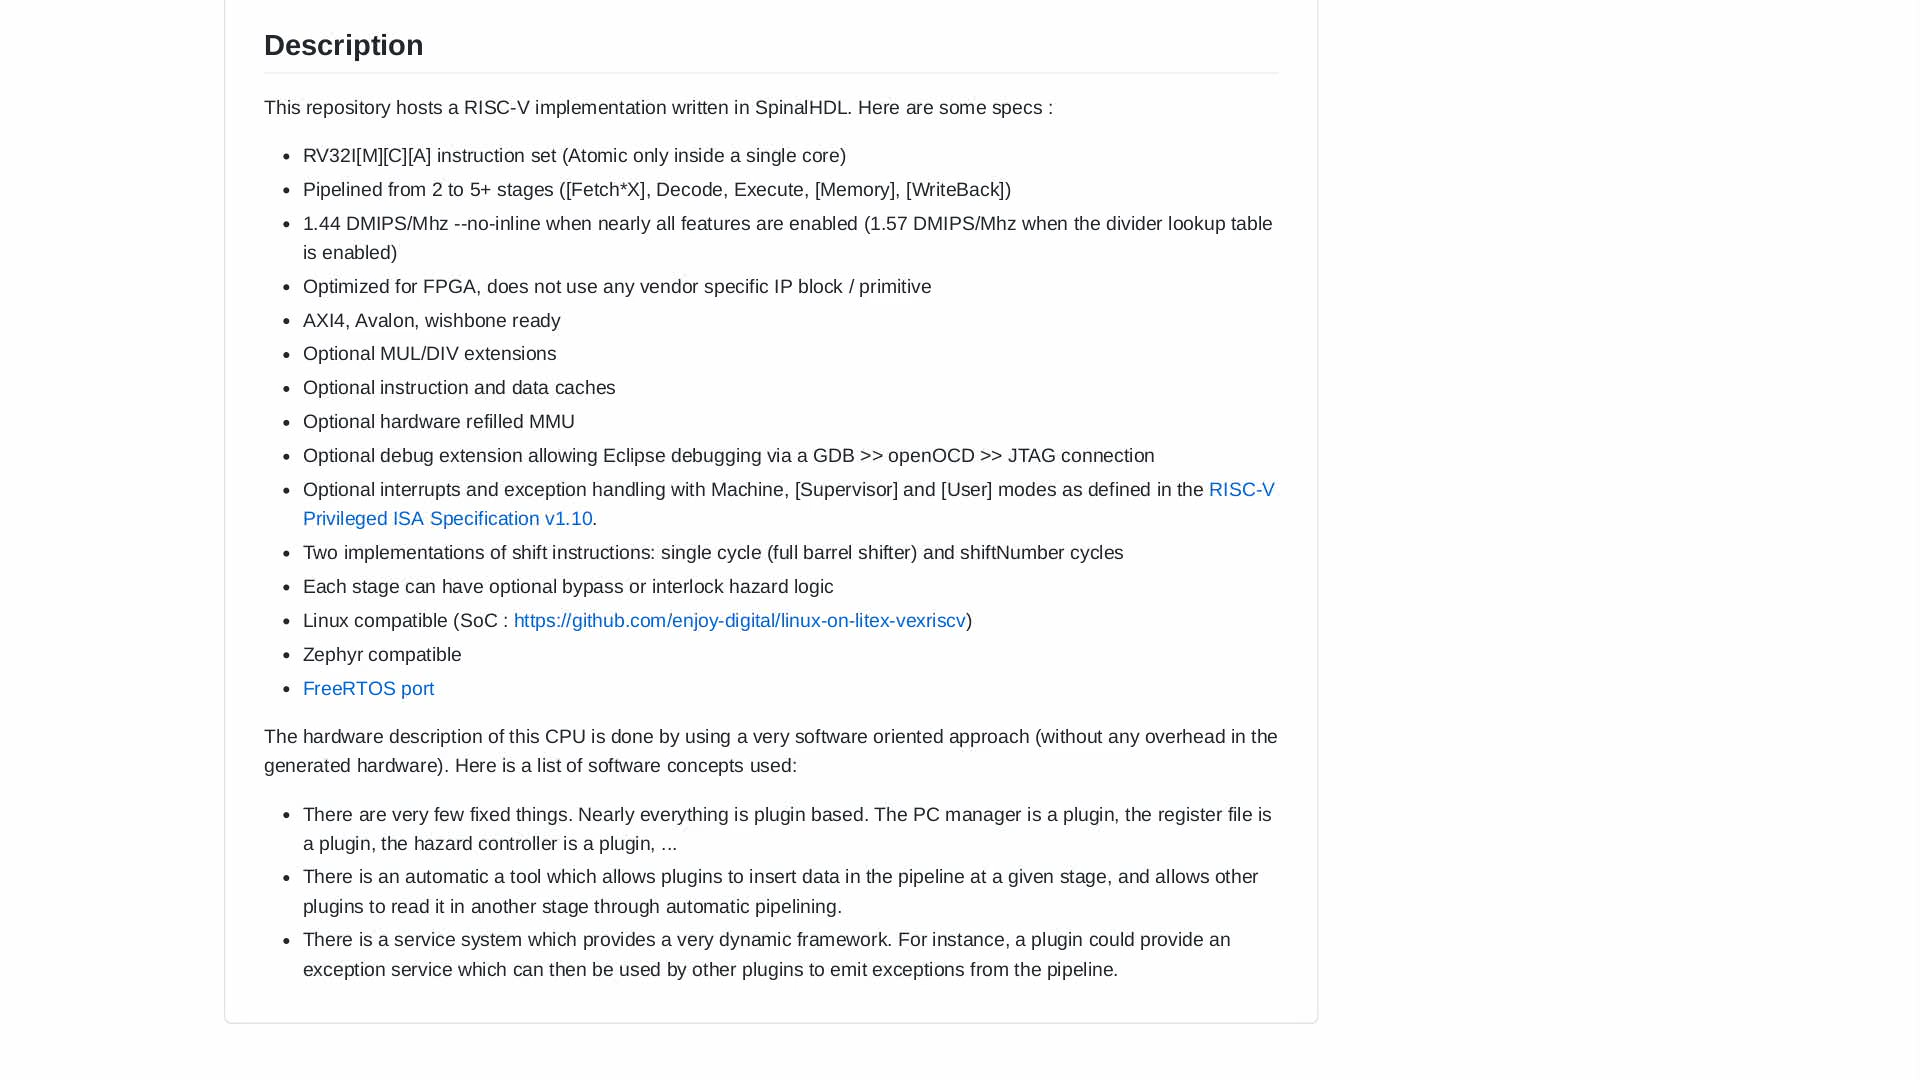 Description
This repository hosts a RISC-V implementation written in SpinalHDL. Here are some specs :
RV32I[M][C][A] instruction set (Atomic only inside a single core)
Pipelined from 2 to 5+ stages ([Fetch*X], Decode, Execute, [Memory], [WriteBack])
1.44 DMIPS/Mhz --no-inline when nearly all features are enabled (1.57 DMIPS/Mhz when the divider lookup table
is enabled)
Optimized for FPGA, does not use any vendor specific IP block / primitive
AXI4, Avalon, wishbone ready
Optional MUL/DIV extensions
Optional instruction and data caches
Optional hardware refilled MMU
Optional debug extension allowing Eclipse debugging via a GDB >> openOCD >> JTAG connection
Optional interrupts and exception handling with Machine, [Supervisor] and [User] modes as defined in the RISC-V
Privileged ISA Specification v1.10.
Two implementations of shift instructions: single cycle (full barrel shifter) and shiftNumber cycles
Each stage can have optional bypass or interlock hazard logic
Linux compatible (SoC : https://github.com/enjoy-digital/linux-on-litex-vexriscv)
Zephyr compatible
FreeRTOS port
The hardware description of this CPU is done by using a very software oriented approach (without any overhead in the
generated hardware). Here is a list of software concepts used:
There are very few fixed things. Nearly everything is plugin based. The PC manager is a plugin, the register file is
a plugin, the hazard controller is a plugin, ...
There is an automatic a tool which allows plugins to insert data in the pipeline at a given stage, and allows other
plugins to read it in another stage through automatic pipelining.
There is a service system which provides a very dynamic framework. For instance, a plugin could provide an
exception service which can then be used by other plugins to emit exceptions from the pipeline.